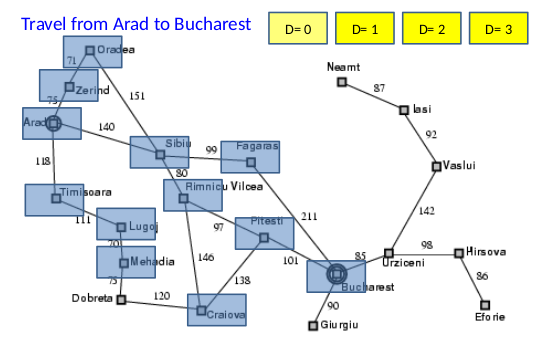 Travel from Arad to Bucharest
D= 0
D= 1
D= 2
D= 3
Oradea
Neamt
71
87
Zerind
151
Iasi
75
Arad
140
92
Sibiu
99
Fagaras
118
80
Vaslui
Timisoara
Rimnicu Vilcea
111
Lugoj
97
Pitesti
211
142
70
Mehadia
146
101
85
98
Hirsova
Urziceni
75
138
Bucharest
86
Dobreta
120
Craiova
90
Giurgiu
Eforie